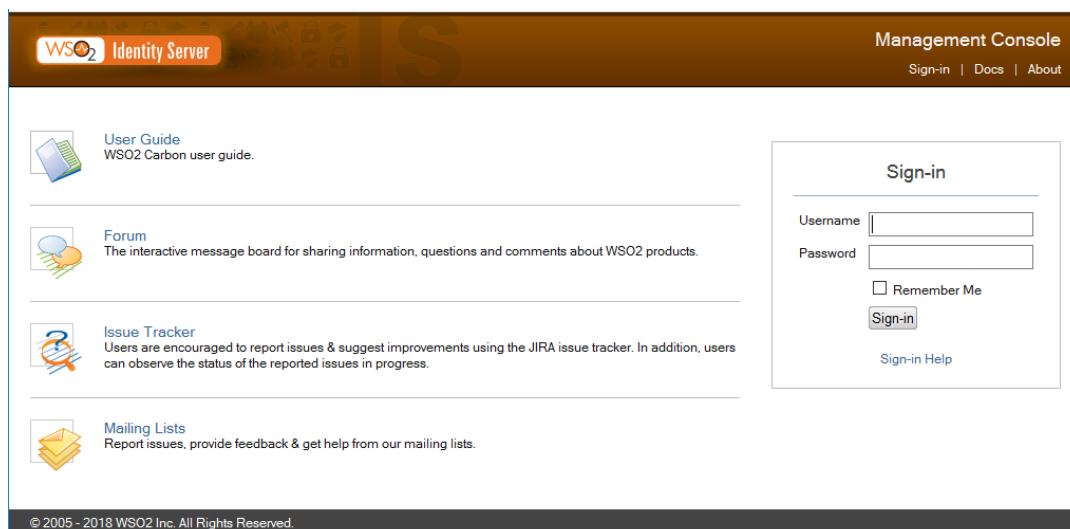 WSO2 Identity Server
Management Console
Sign-in | Docs | About
User Guide
WSO2 Carbon user guide.
Forum
The interactive message board for sharing information, questions and comments about WSO2 products.
Issue Tracker
Users are encouraged to report issues & suggest improvements using the JIRA issue tracker. In addition, users
can observe the status of the reported issues in progress.
Mailing Lists
Report issues, provide feedback & get help from our mailing lists.
Sign-in
Username
Password
Remember Me
Sign-in
Sign-in Help
© 2005 - 2018 WSO2 Inc. All Rights Reserved.